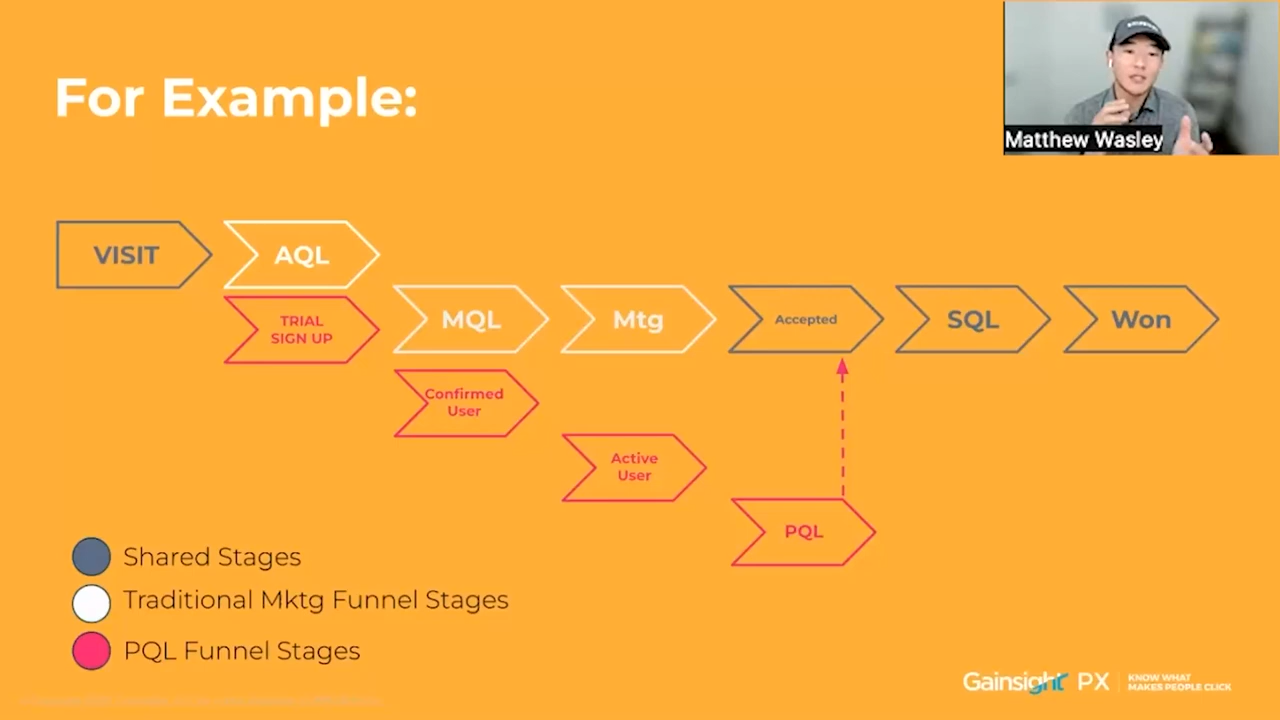 For Example:
Matthew Wasley
VISIT
AQL
TRIAL
SIGN UP
MQL
Mtg
Accepted
SQL
Won
Confirmed
User
Active
User
PQL
Shared Stages
Traditional Mktg Funnel Stages
PQL Funnel Stages
Gainsight PX
KNOW WHAT
MAKES PEOPLE CLICK